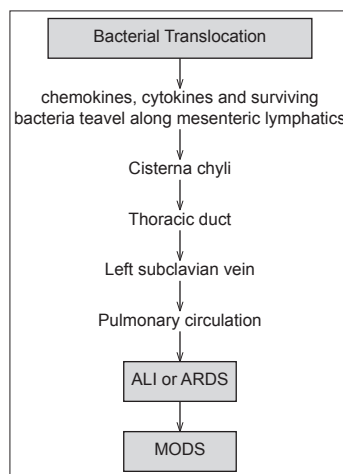 Bacterial Translocation
chemokines, cytokines and surviving
bacteria teavel along mesenteric lymphatics
Cisterna chyli
Thoracic duct
Left subclavian vein
Pulmonary circulation
ALI or ARDS
MODS